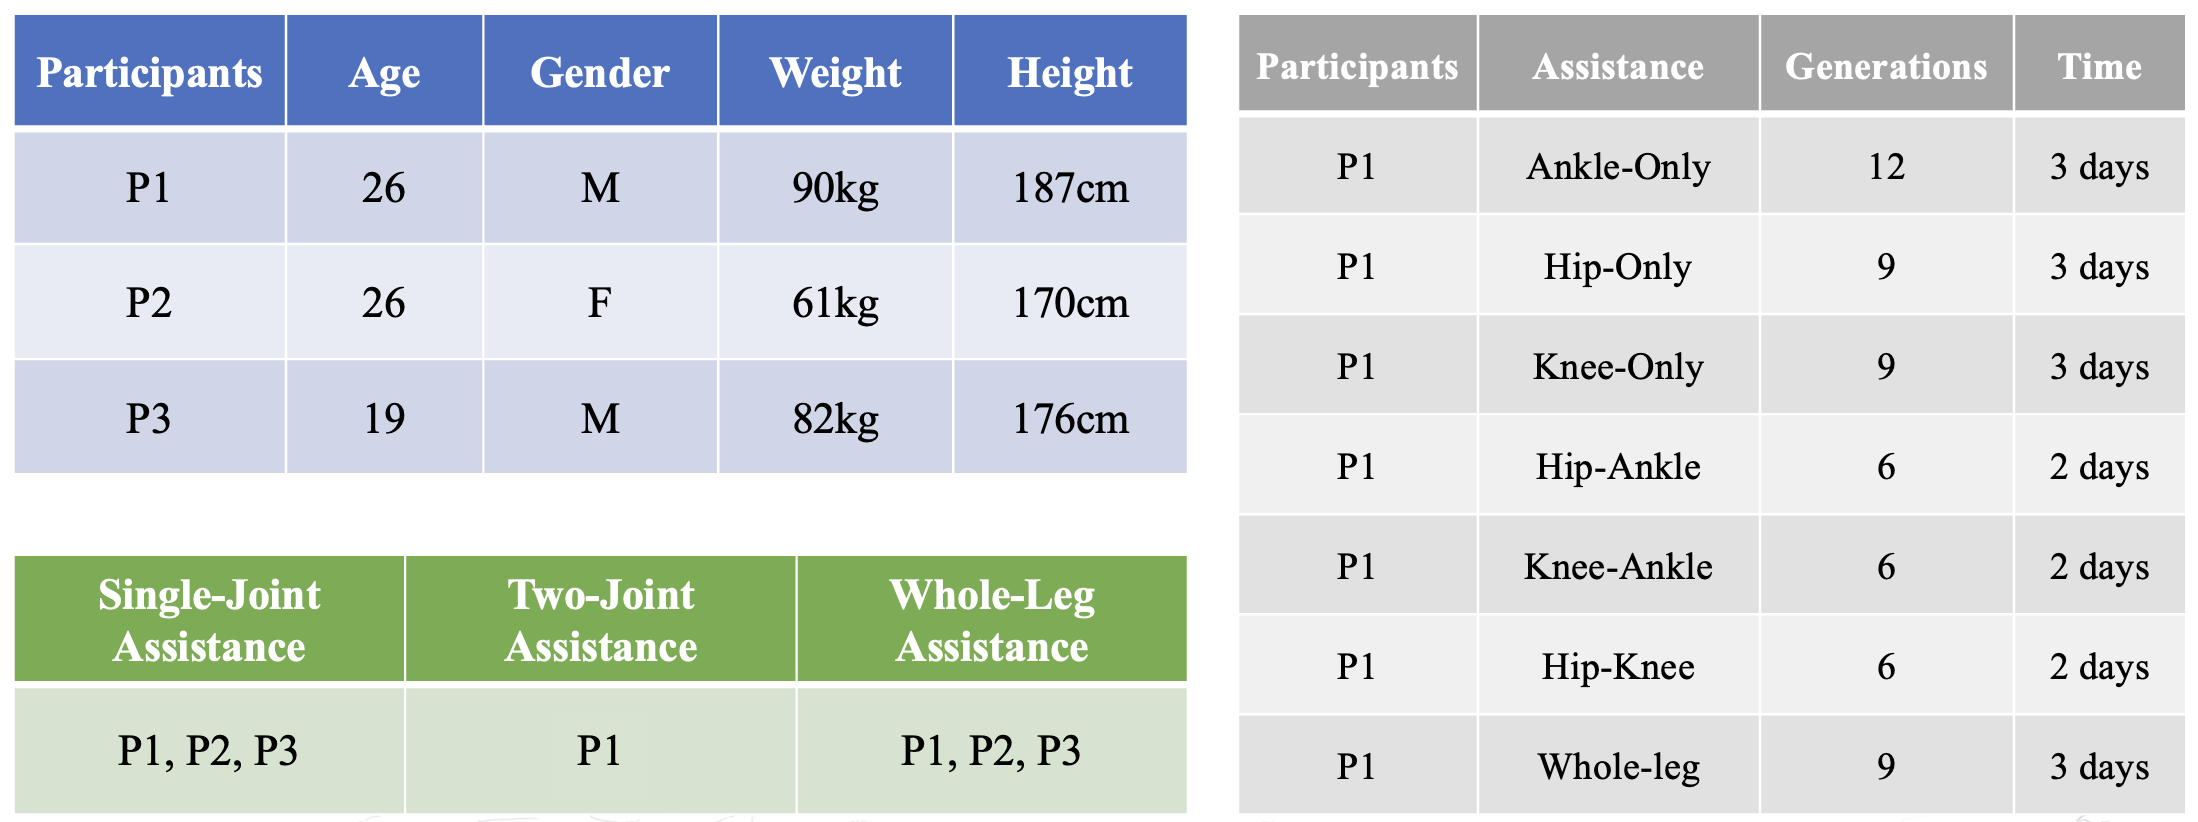 Participants Age Gender Weight Height
P1 26 M 90kg 187cm
P2 26 F 61kg 170cm
P3 19 M 82kg 176cm
Single-Joint Assistance Two-Joint Assistance Whole-Leg Assistance
P1, P2, P3 P1 P1, P2, P3
Participants Assistance Generations Time
P1 Ankle-Only 12 3 days
P1 Hip-Only 9 3 days
P1 Knee-Only 9 3 days
P1 Hip-Ankle 6 2 days
P1 Knee-Ankle 6 2 days
P1 Hip-Knee 6 2 days
P1 Whole-leg 9 3 days